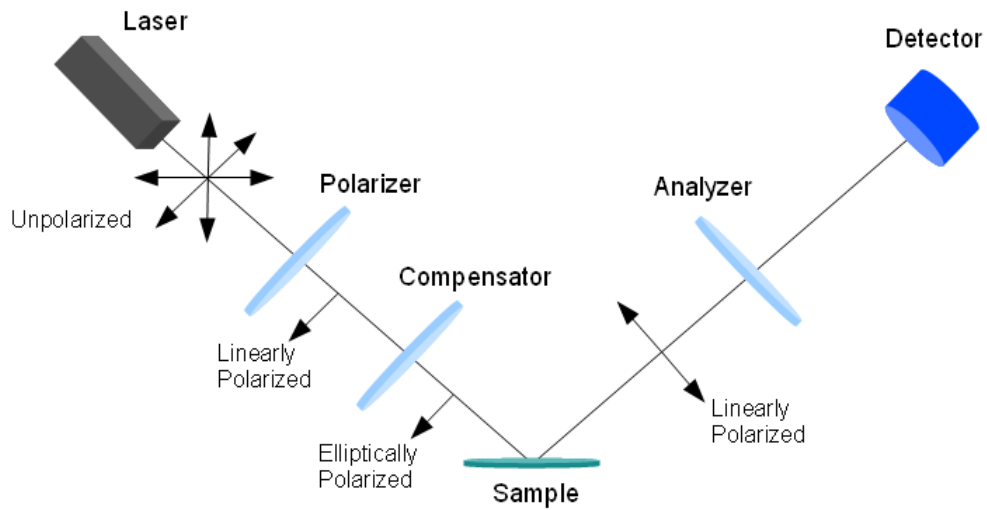 Laser
Detector
Polarizer
Analyzer
Unpolarized
Compensator
Linearly
Polarized
Linearly
Polarized
Elliptically
Polarized
Sample